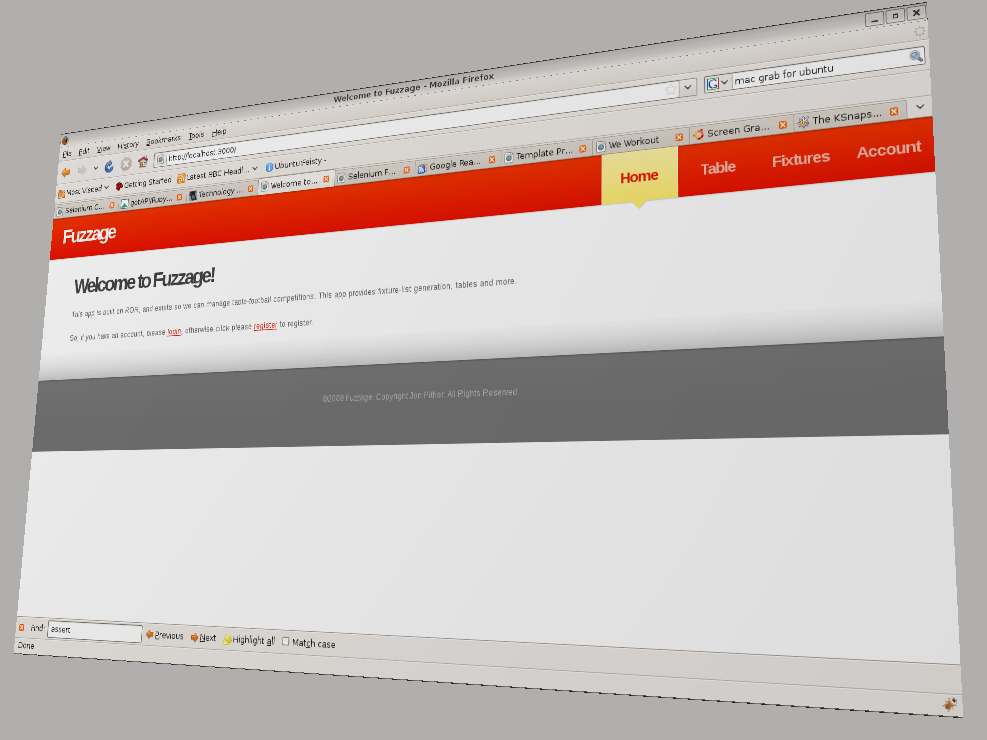 Welcome to Fuzzage - Mozilla Firefox
File Edit View History Bookmarks Tools Help
http://localhost:3000/
mac grab for ubuntu
Most Visited Getting Started Latest BBC Headl... UbuntuFeisty -
Selenium C... getAPI/Ruby... Technology ... Welcome to... Selenium F... Google Rea... Template Pr... We Workout Screen Gra... The KSnaps...
Fuzzage
Home Table Fixtures Account
Welcome to Fuzzage!
This app is built on ROR, and exists so we can manage table-football competitions. This app provides fixture-list generation, tables and more.
So, if you have an account, please login, otherwise click please register to register.
©2008 Fuzzage. Copyright Jon Pither. All Rights Reserved.
Find: assert Previous Next Highlight all Match case
Done